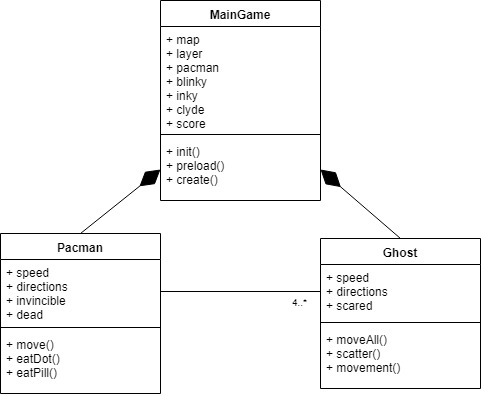 MainGame
+ map
+ layer
+ pacman
+ blinky
+ inky
+ clyde
+ score
+ init()
+ preload()
+ create()
Pacman
+ speed
+ directions
+ invincible
+ dead
+ move()
+ eatDot()
+ eatPill()
4..*
Ghost
+ speed
+ directions
+ scared
+ moveAll()
+ scatter()
+ movement()